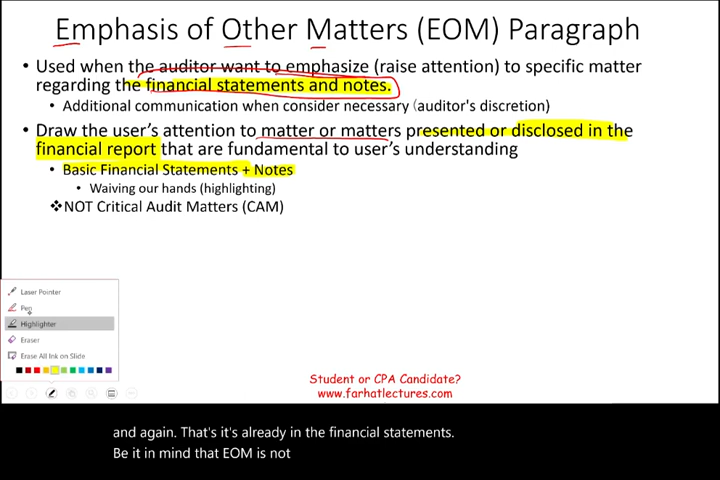 Emphasis of Other Matters (EOM) Paragraph
• Used when the auditor want to emphasize (raise attention) to specific matter
regarding the financial statements and notes.
• Additional communication when consider necessary (auditor's discretion)
• Draw the user's attention to matter or matters presented or disclosed in the
financial report that are fundamental to user's understanding
• Basic Financial Statements + Notes
• Waiving our hands (highlighting)
❖NOT Critical Audit Matters (CAM)
Laser Pointer
Pen
Highlighter
Eraser
Erase All Ink on Slide
Student or CPA Candidate?
www.farhatlectures.com
and again. That's it's already in the financial statements.
Be it in mind that EOM is not